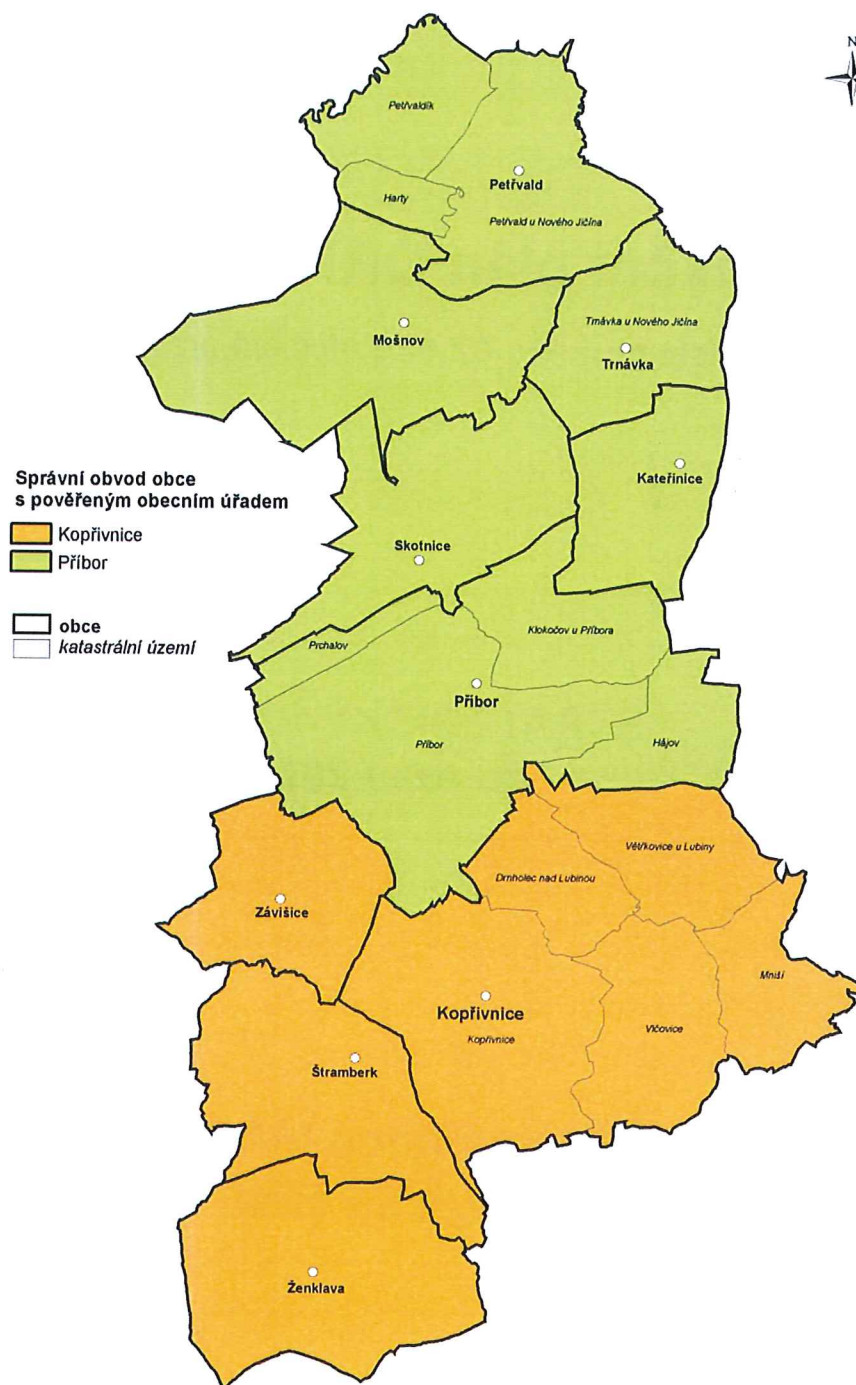 N
Petřvaldík
Petřvald
Harty
Petřvald u Nového Jičína
Trnávka u Nového Jičína
Mošnov
Trnávka
Správní obvod obce
s pověřeným obecním úřadem
Kopřivnice
Příbor
obce
katastrální území
Kateřinice
Skotnice
Klokočov u Příbora
Prchalov
Příbor
Příbor
Hájov
Větřkovice u Lubiny
Drnholec nad Lubinou
Závišice
Mniší
Kopřivnice
Kopřivnice
Vlčovice
Štramberk
Ženklava